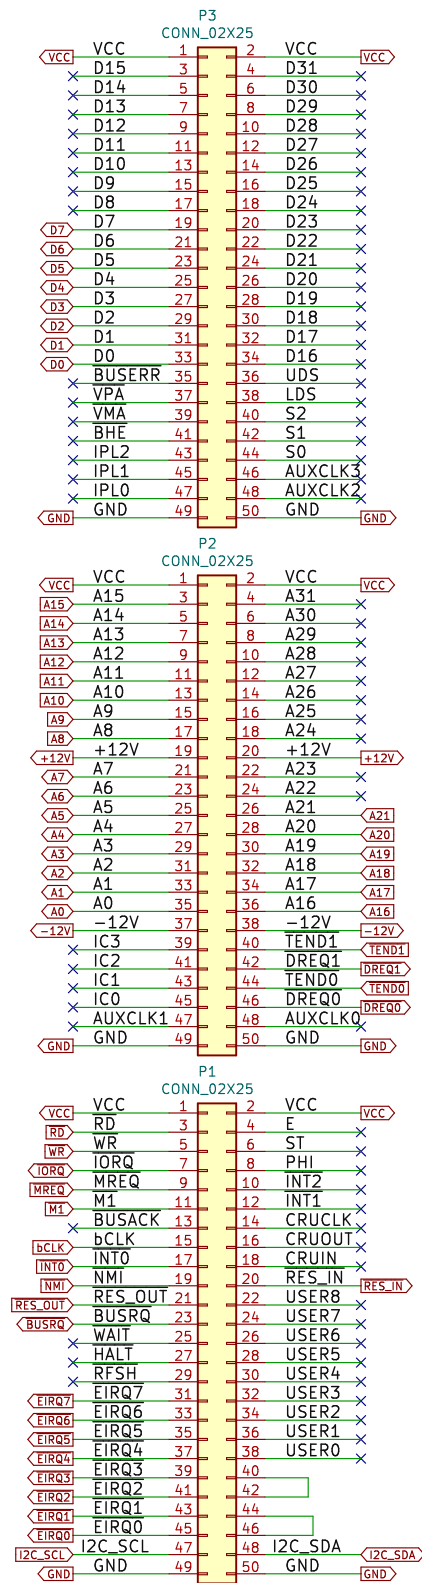 P3
CONN_02X25
VCC VCC 1 2 VCC VCC
D15 3 4 D31
D14 5 6 D30
D13 7 8 D29
D12 9 10 D28
D11 11 12 D27
D10 13 14 D26
D9 15 16 D25
D8 17 18 D24
D7 D7 19 20 D23
D6 D6 21 22 D22
D5 D5 23 24 D21
D4 D4 25 26 D20
D3 D3 27 28 D19
D2 D2 29 30 D18
D1 D1 31 32 D17
D0 D0 33 34 D16
BUSERR 35 36 UDS
VPA 37 38 LDS
VMA 39 40 S2
BHE 41 42 S1
IPL2 43 44 S0
IPL1 45 46 AUXCLK3
IPL0 47 48 AUXCLK2
GND GND 49 50 GND GND
P2
CONN_02X25
VCC VCC 1 2 VCC VCC
A15 A15 3 4 A31
A14 A14 5 6 A30
A13 A13 7 8 A29
A12 A12 9 10 A28
A11 A11 11 12 A27
A10 A10 13 14 A26
A9 A9 15 16 A25
A8 A8 17 18 A24
+12V +12V 19 20 +12V +12V
A7 A7 21 22 A23
A6 A6 23 24 A22
A5 A5 25 26 A21 A21
A4 A4 27 28 A20 A20
A3 A3 29 30 A19 A19
A2 A2 31 32 A18 A18
A1 A1 33 34 A17 A17
A0 A0 35 36 A16 A16
-12V -12V 37 38 -12V -12V
IC3 39 40 TEND1 TEND1
IC2 41 42 DREQ1 DREQ1
IC1 43 44 TEND0 TEND0
IC0 45 46 DREQ0 DREQ0
AUXCLK1 47 48 AUXCLK0
GND GND 49 50 GND GND
P1
CONN_02X25
VCC VCC 1 2 VCC VCC
RD RD 3 4 E
WR WR 5 6 ST
IORQ IORQ 7 8 PHI
MREQ MREQ 9 10 INT2
M1 M1 11 12 INT1
BUSACK 13 14 CRUCLK
bCLK bCLK 15 16 CRUOUT
INT0 INT0 17 18 CRUIN
NMI NMI 19 20 RES_IN RES_IN
RES_OUT RES_OUT 21 22 USER8
BUSRQ BUSRQ 23 24 USER7
WAIT 25 26 USER6
HALT 27 28 USER5
RFSH 29 30 USER4
EIRQ7 EIRQ7 31 32 USER3
EIRQ6 EIRQ6 33 34 USER2
EIRQ5 EIRQ5 35 36 USER1
EIRQ4 EIRQ4 37 38 USER0
EIRQ3 EIRQ3 39 40
EIRQ2 EIRQ2 41 42
EIRQ1 EIRQ1 43 44
EIRQ0 EIRQ0 45 46
I2C_SCL I2C_SCL 47 48 I2C_SDA I2C_SDA
GND GND 49 50 GND GND